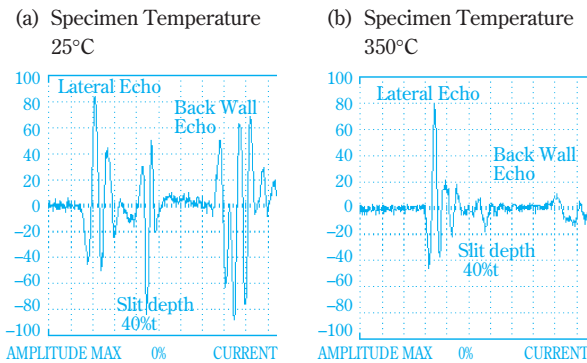 (a) Specimen Temperature
25°C
100
80
60
40
20
0
−20
−40
−60
−80
−100
Lateral Echo
Back Wall
Echo
Slit depth
40%t
AMPLITUDE MAX 0% CURRENT
(b) Specimen Temperature
350°C
100
80
60
40
20
0
−20
−40
−60
−80
−100
Lateral Echo
Back Wall
Echo
Slit depth
40%t
AMPLITUDE MAX 0% CURRENT